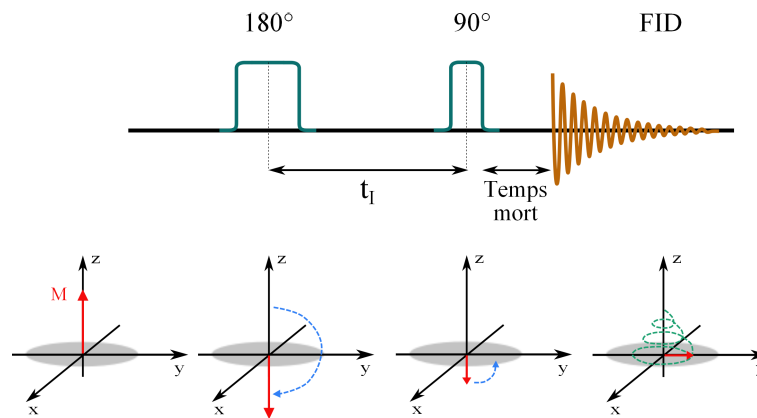 180° 90° FID
t_I
Temps
mort
z z z z
M
y y y y
x x x x